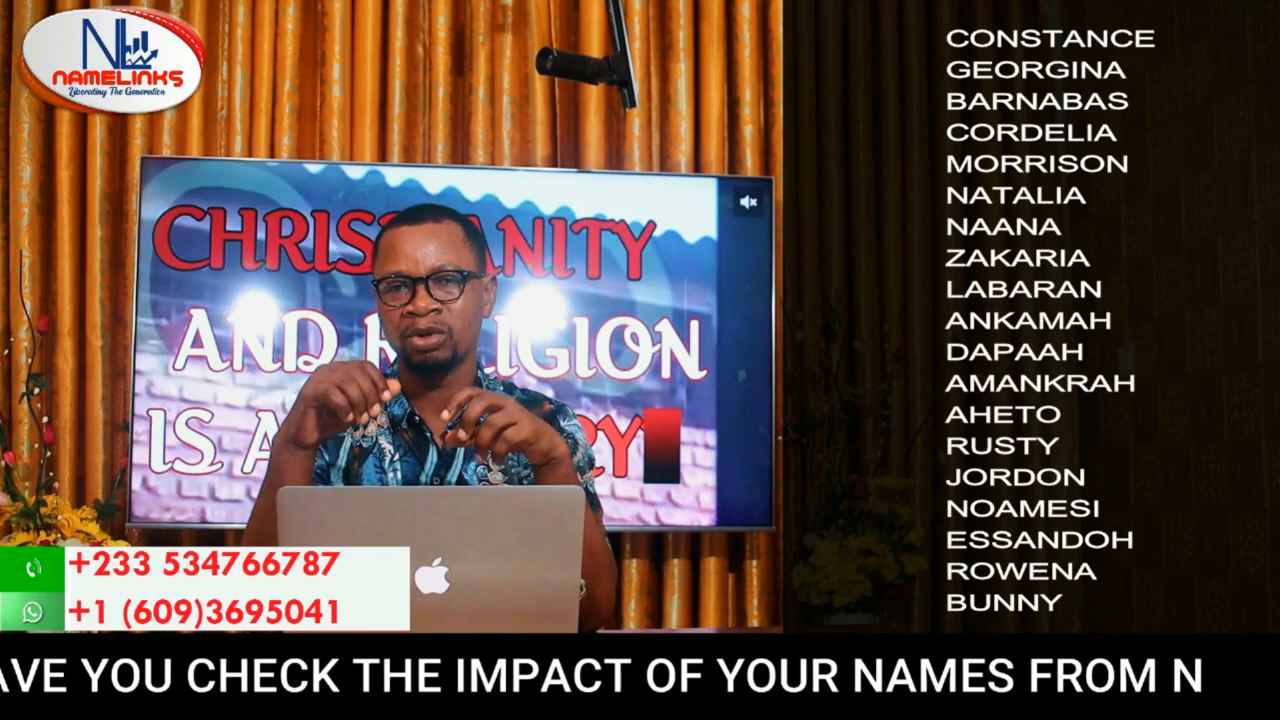 NL
NAMELINKS
Liberating The Generation
CHRIS ANITY
AND R LIGION
IS A RY
+233 534766787
+1 (609)3695041
CONSTANCE
GEORGINA
BARNABAS
CORDELIA
MORRISON
NATALIA
NAANA
ZAKARIA
LABARAN
ANKAMAH
DAPAAH
AMANKRAH
AHETO
RUSTY
JORDON
NOAMESI
ESSANDOH
ROWENA
BUNNY
AVE YOU CHECK THE IMPACT OF YOUR NAMES FROM N